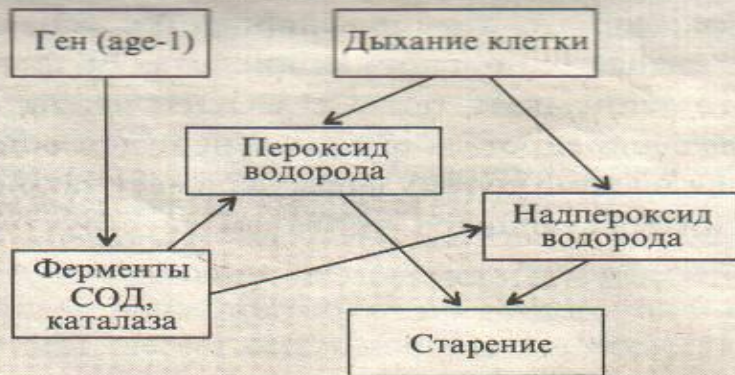 Ген (age-1)
Дыхание клетки
Пероксид
водорода
Надпероксид
водорода
Ферменты
СОД,
каталаза
Старение